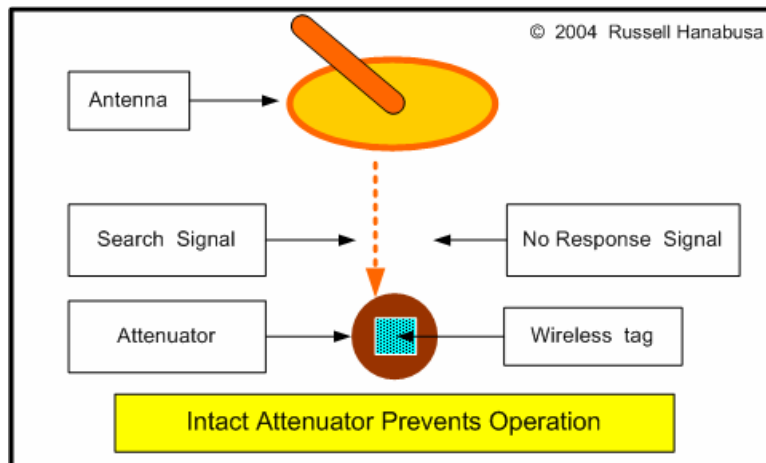 © 2004 Russell Hanabusa
Antenna
Search Signal
No Response Signal
Attenuator
Wireless tag
Intact Attenuator Prevents Operation